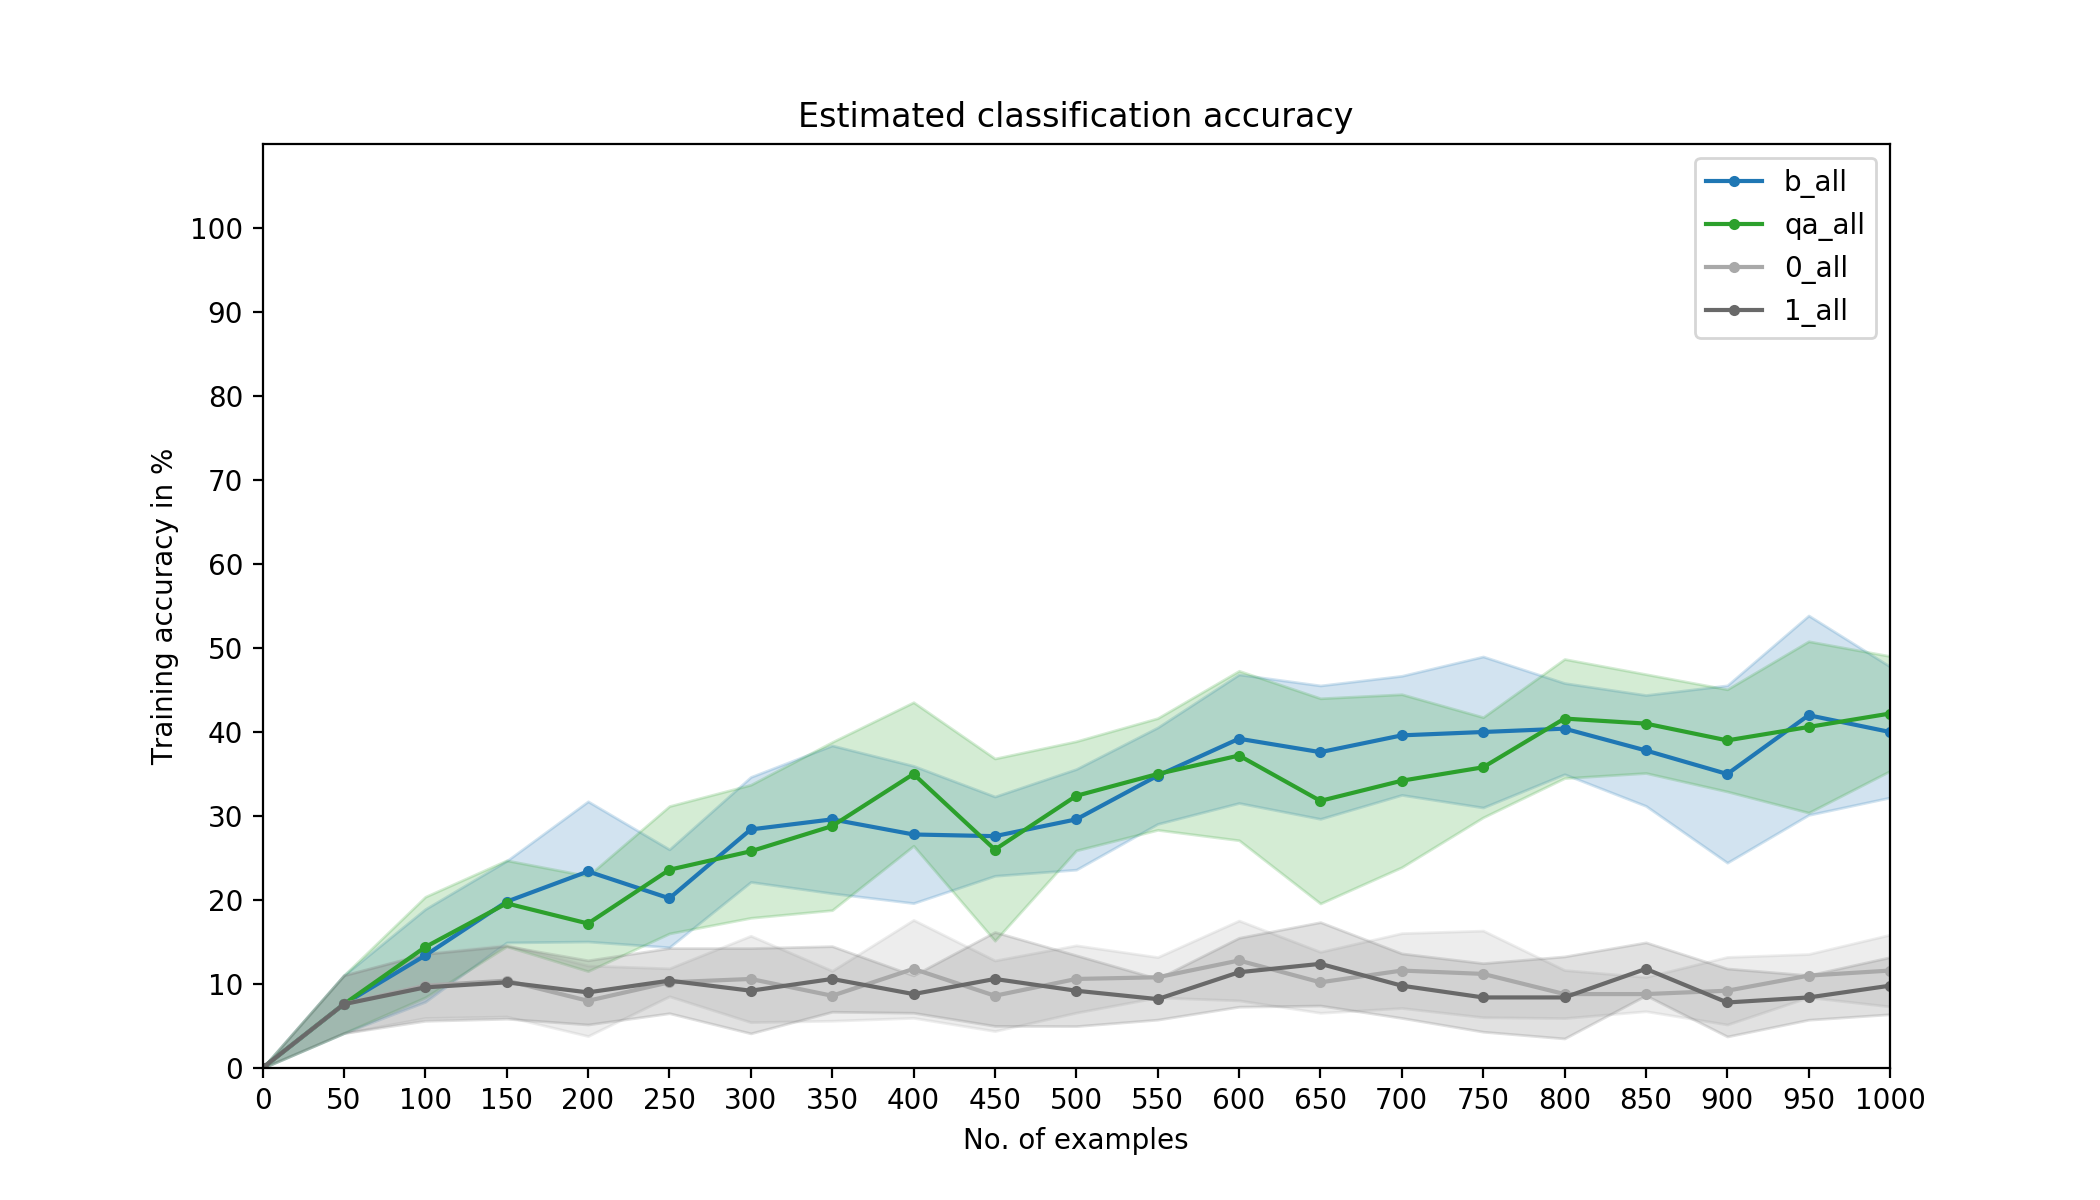 Estimated classification accuracy
b_all
qa_all
0_all
1_all
100
90
80
70
60
50
40
30
20
10
0
Training accuracy in %
0 50 100 150 200 250 300 350 400 450 500 550 600 650 700 750 800 850 900 950 1000
No. of examples